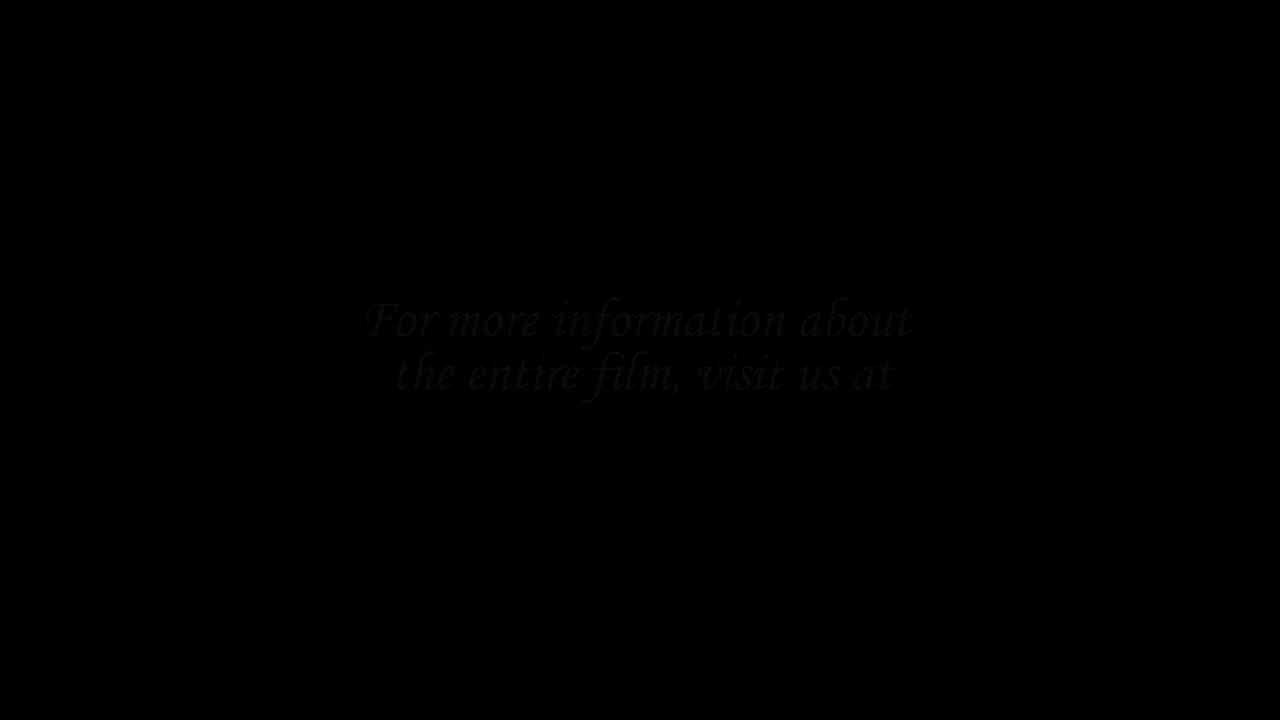 For more information about
the entire film, visit us at